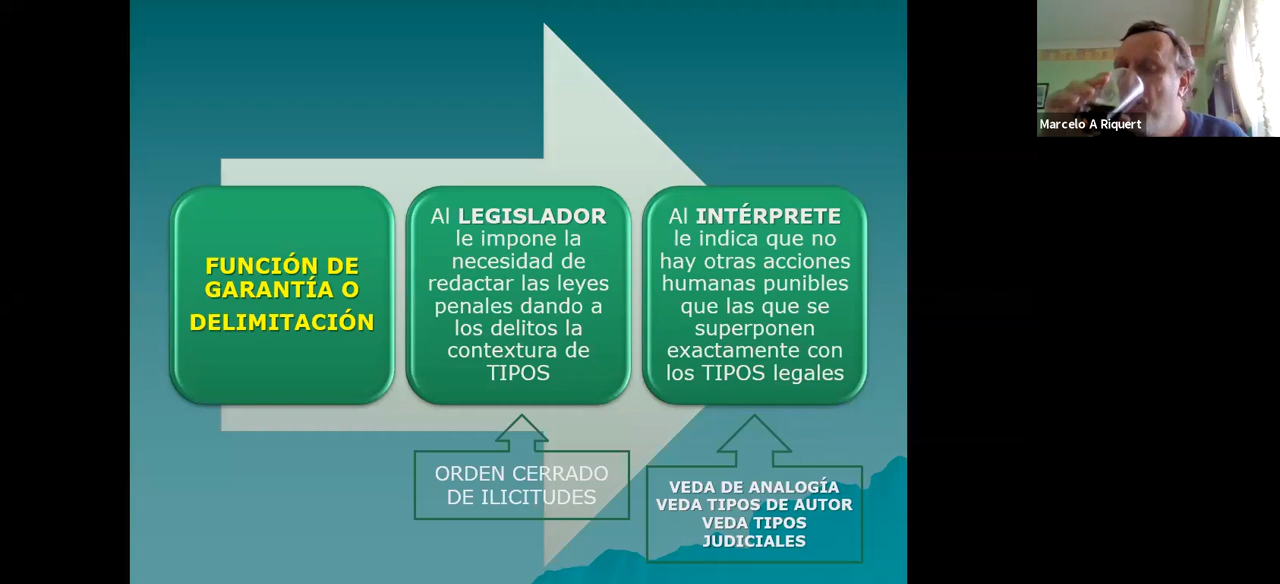 FUNCIÓN DE
GARANTÍA O
DELIMITACIÓN
Al LEGISLADOR
le impone la
necesidad de
redactar las leyes
penales dando a
los delitos la
contextura de
TIPOS
Al INTÉRPRETE
le indica que no
hay otras acciones
humanas punibles
que las que se
superponen
exactamente con
los TIPOS legales
ORDEN CERRADO
DE ILICITUDES
VEDA DE ANALOGÍA
VEDA TIPOS DE AUTOR
VEDA TIPOS
JUDICIALES
Marcelo A Riquert